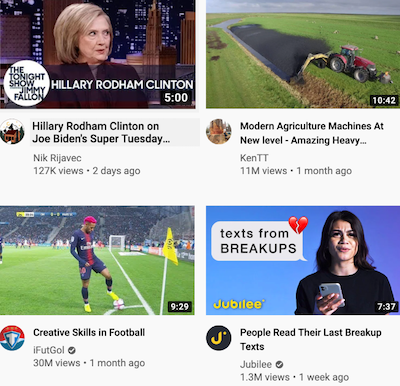 THE
TONIGHT
SHOW
JIMMY
FALLON
HILLARY RODHAM CLINTON
5:00
10:42
Hillary Rodham Clinton on
Joe Biden's Super Tuesday…
Nik Rijavec
127K views • 2 days ago
Modern Agriculture Machines At
New level - Amazing Heavy…
KenTT
11M views • 1 month ago
9:29
texts from
BREAKUPS
Jubilee
7:37
Creative Skills in Football
iFutGol
30M views • 1 month ago
People Read Their Last Breakup
Texts
Jubilee
1.3M views • 1 week ago